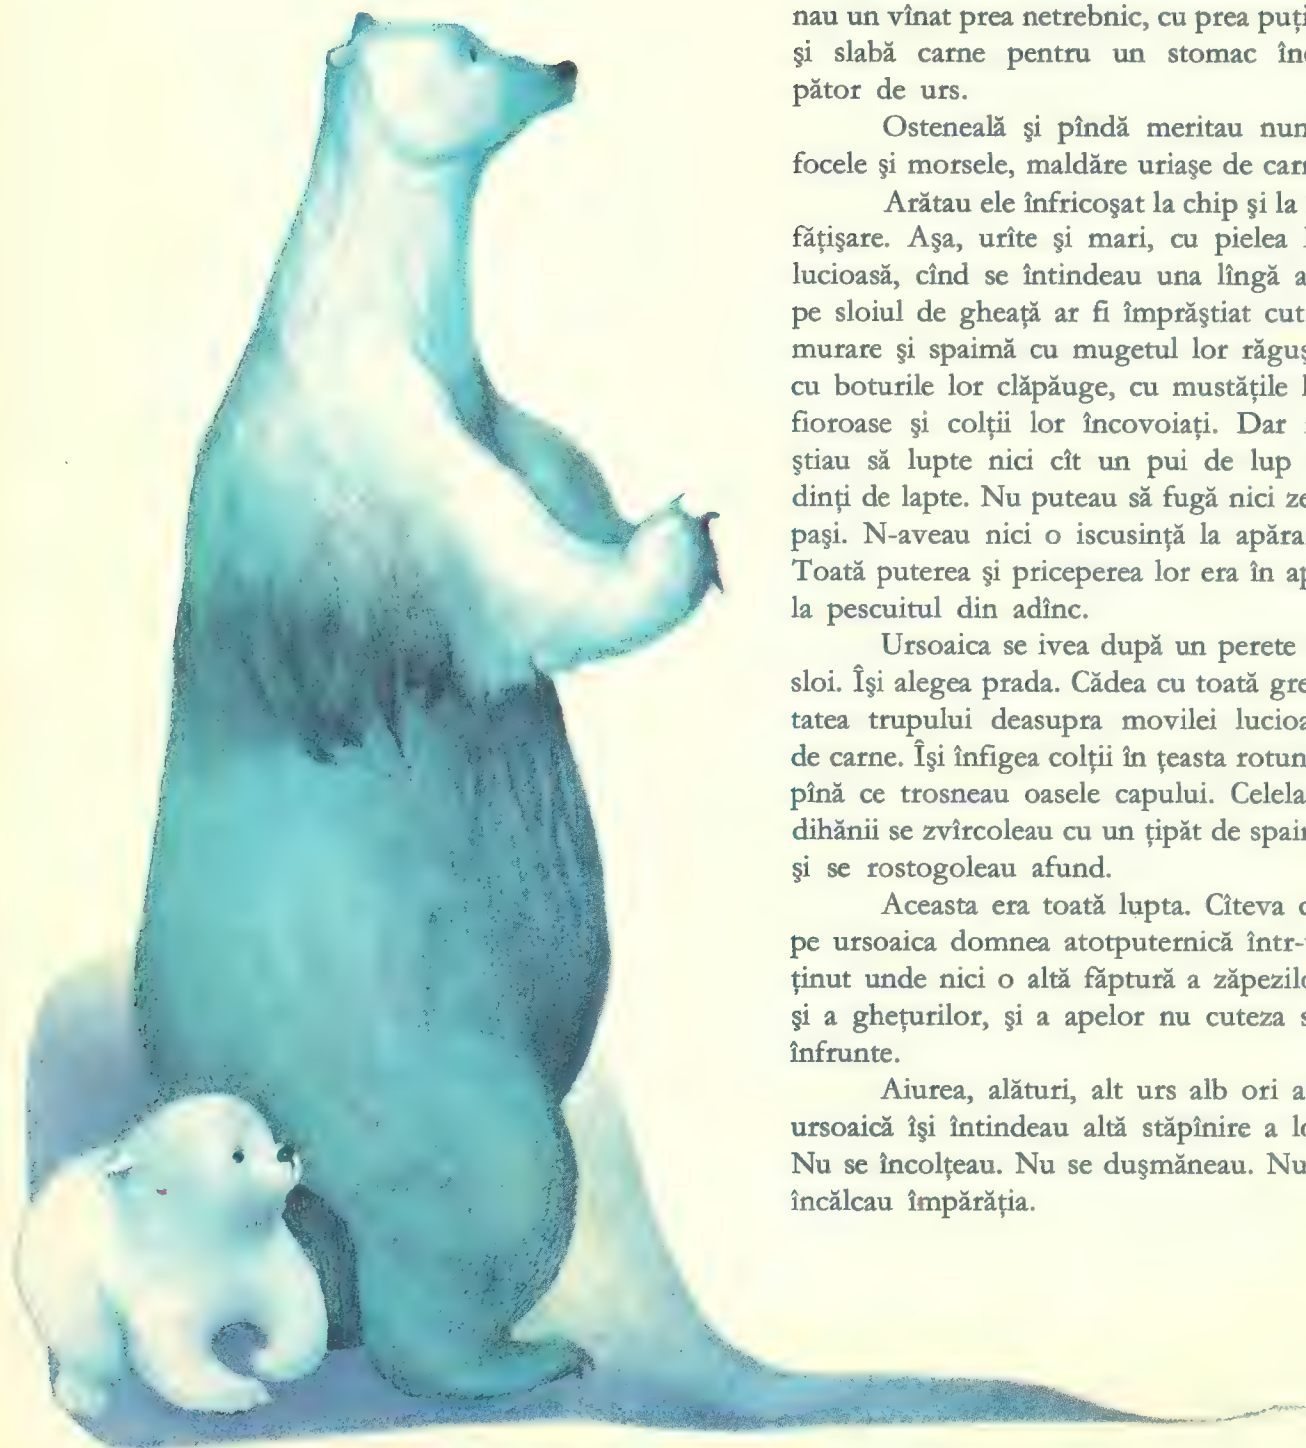 nau un vînat prea netrebnic, cu prea puți
și slabă carne pentru un stomac înc
pător de urs.
Osteneală și pîndă meritau num
focele și morsele, maldăre uriașe de carn
Arătau ele înfricoșat la chip și la
fățișare. Așa, urîte și mari, cu pielea l
lucioasă, cînd se întindeau una lîngă a
pe sloiul de gheață ar fi împrăștiat cut
murare și spaimă cu mugetul lor răguș
cu boturile lor clăpăuge, cu mustățile l
fioroase și colții lor încovoiați. Dar
știau să lupte nici cît un pui de lup
dinți de lapte. Nu puteau să fugă nici ze
pași. N-aveau nici o iscusință la apăra
Toată puterea și priceperea lor era în ap
la pescuitul din adînc.
Ursoaica se ivea după un perete
sloi. Își alegea prada. Cădea cu toată gre
tatea trupului deasupra movilei lucioa
de carne. Își înfigea colții în țeasta rotun
pînă ce trosneau oasele capului. Celela
dihănii se zvîrcoleau cu un țipăt de spaim
și se rostogoleau afund.
Aceasta era toată lupta. Cîteva c
pe ursoaica domnea atotputernică într-
ținut unde nici o altă făptură a zăpezilo
și a ghețurilor, și a apelor nu cuteza s
înfrunte.
Aiurea, alături, alt urs alb ori a
ursoaică își întindeau altă stăpînire a lo
Nu se încolțeau. Nu se dușmăneau. Nu
încălcau împărăția.